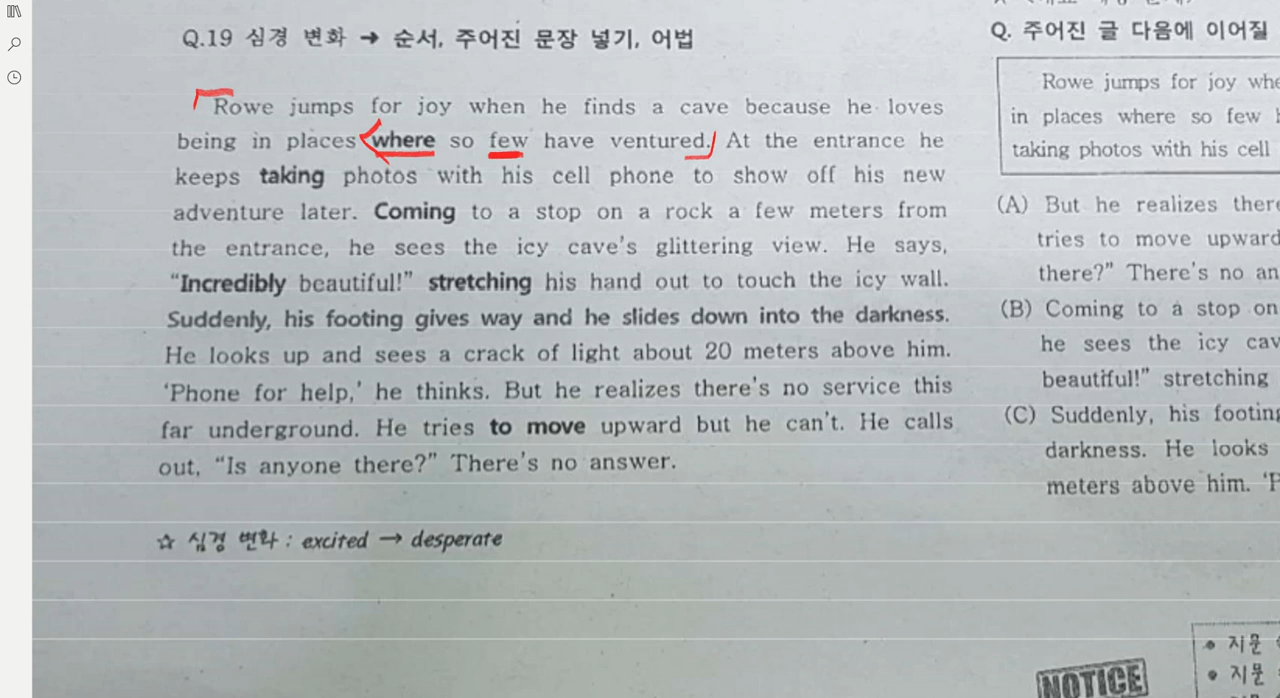 Q.19 심경 변화 → 순서, 주어진 문장 넣기, 어법
Rowe jumps for joy when he finds a cave because he loves
being in places where so few have ventured. At the entrance he
keeps taking photos with his cell phone to show off his new
adventure later. Coming to a stop on a rock a few meters from
the entrance, he sees the icy cave's glittering view. He says,
"Incredibly beautiful!" stretching his hand out to touch the icy wall.
Suddenly, his footing gives way and he slides down into the darkness.
He looks up and sees a crack of light about 20 meters above him.
'Phone for help,' he thinks. But he realizes there's no service this
far underground. He tries to move upward but he can't. He calls
out, "Is anyone there?" There's no answer.
☆ 심경 변화 : excited → desperate
Q. 주어진 글 다음에 이어질
Rowe jumps for joy
in places where so few
taking photos with his cell
(A) But he realizes
tries to move upward
there?" There's no
(B) Coming to a stop on
he sees the icy
beautiful!" stretching
(C) Suddenly, his
darkness. He looks
meters above him.
NOTICE
• 지문
• 지문